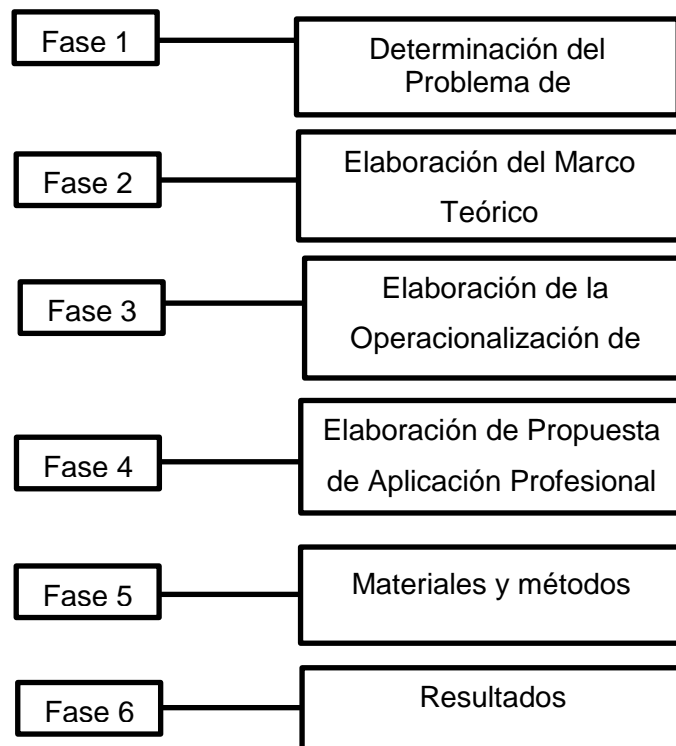 Fase 1
Determinación del
Problema de
Fase 2
Elaboración del Marco
Teórico
Fase 3
Elaboración de la
Operacionalización de
Fase 4
Elaboración de Propuesta
de Aplicación Profesional
Fase 5
Materiales y métodos
Fase 6
Resultados